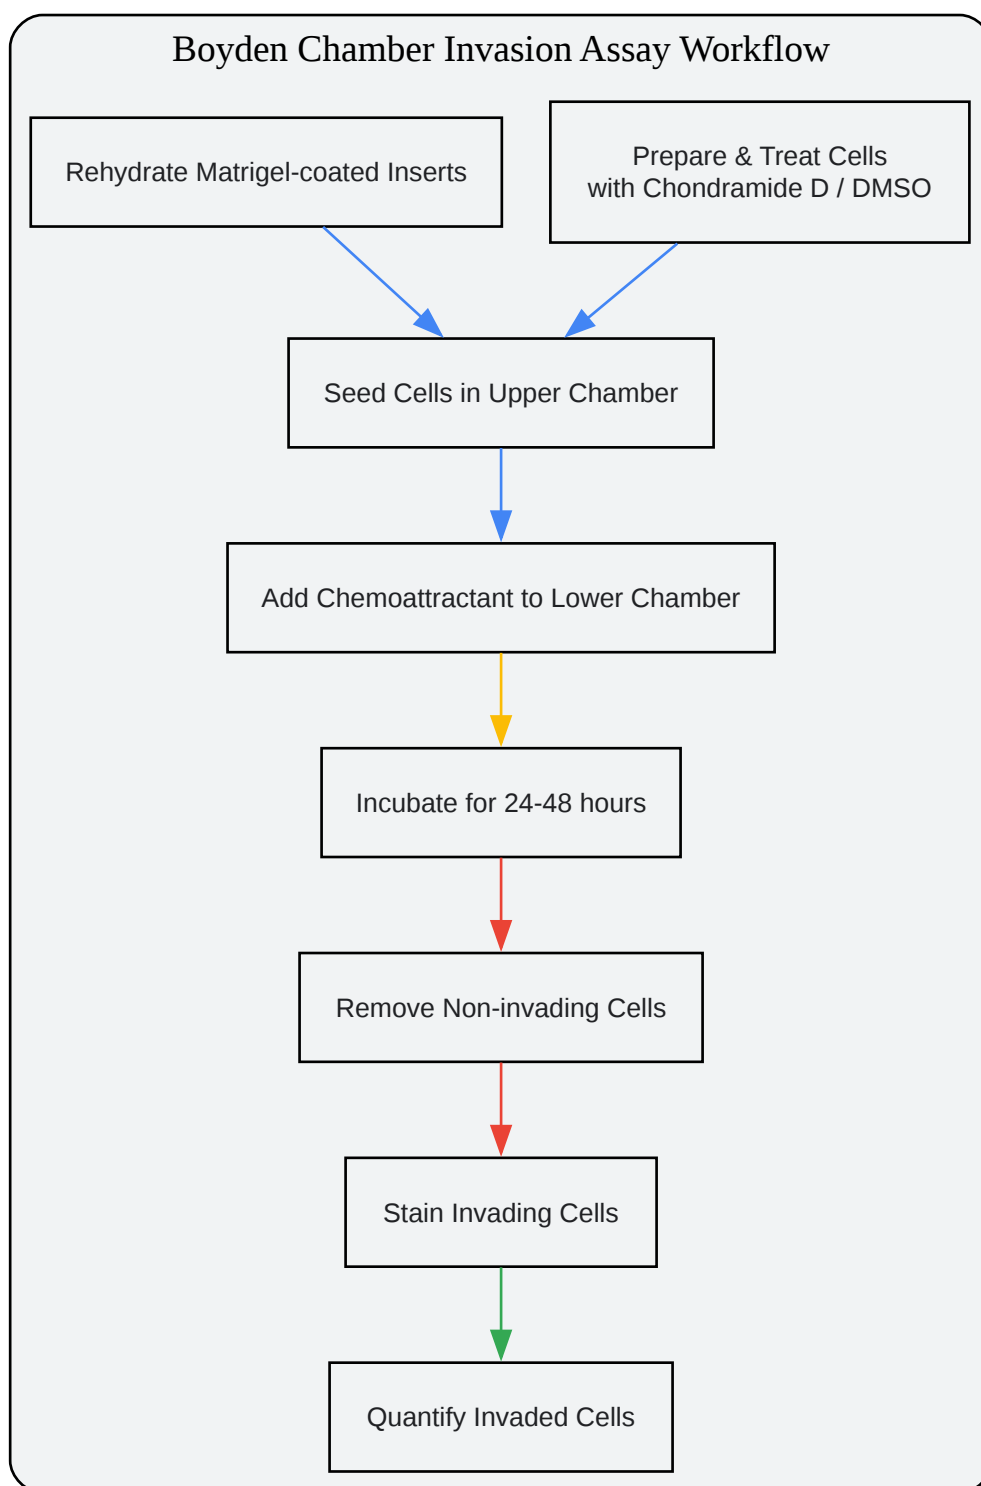 Boyden Chamber Invasion Assay Workflow
Rehydrate Matrigel-coated Inserts
Prepare & Treat Cells
with Chondramide D / DMSO
Seed Cells in Upper Chamber
Add Chemoattractant to Lower Chamber
Incubate for 24-48 hours
Remove Non-invading Cells
Stain Invading Cells
Quantify Invaded Cells